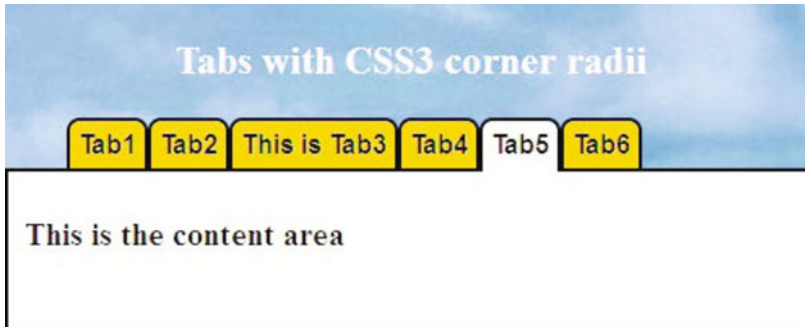 Tabs with CSS3 corner radii
Tab1 Tab2 This is Tab3 Tab4 Tab5 Tab6
This is the content area